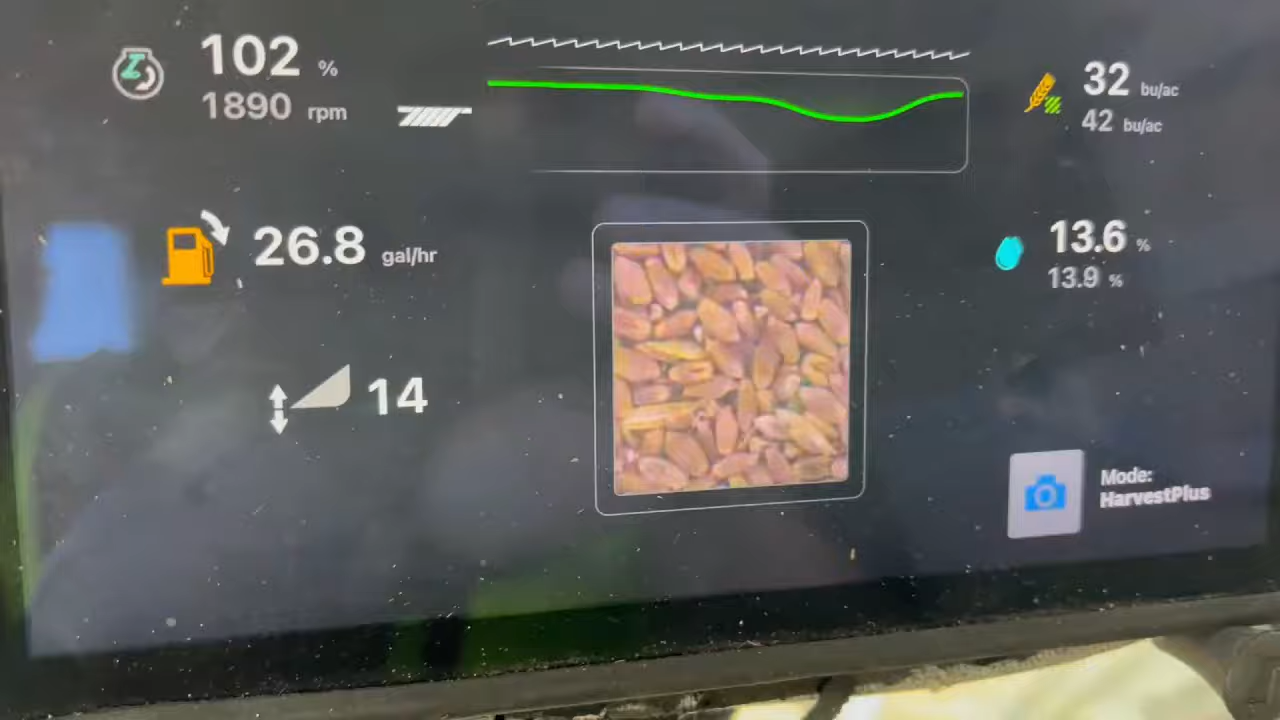 102 %
1890 rpm
32 bu/ac
42 bu/ac
26.8 gal/hr
13.6 %
13.9 %
14
Mode:
HarvestPlus